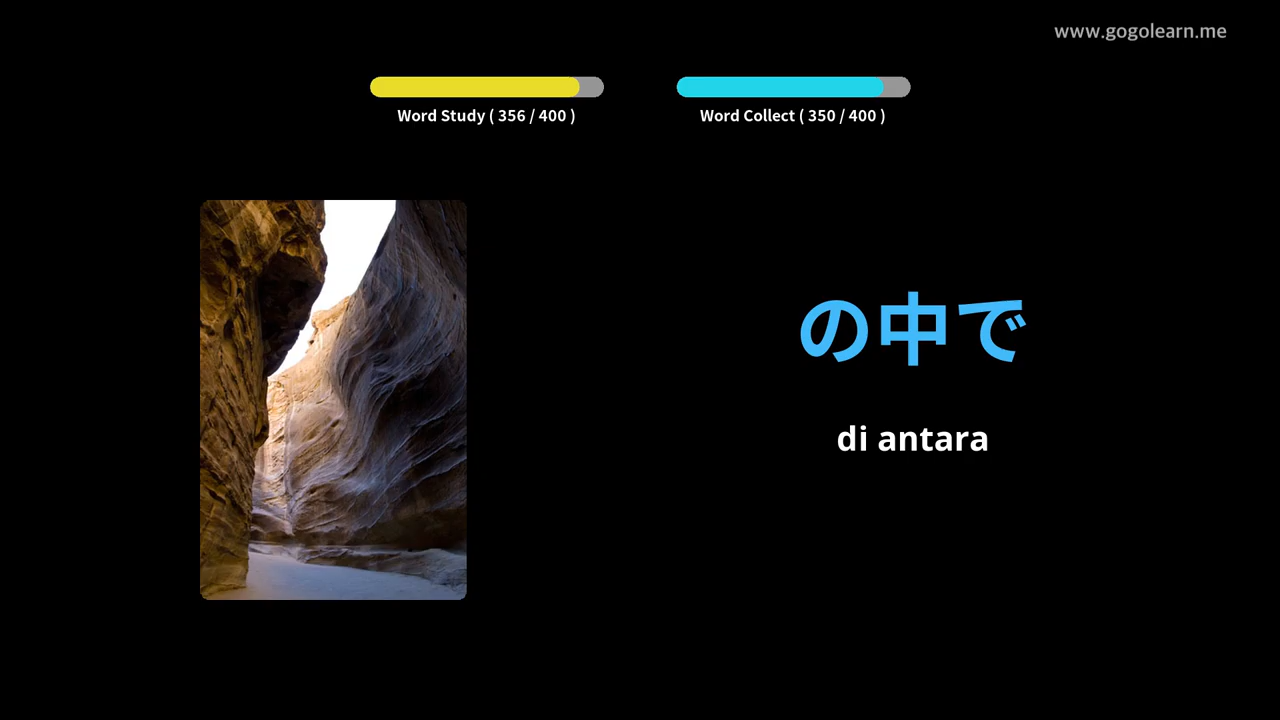 www.gogolearn.me
Word Study ( 356 / 400 )
Word Collect ( 350 / 400 )
の中で
di antara